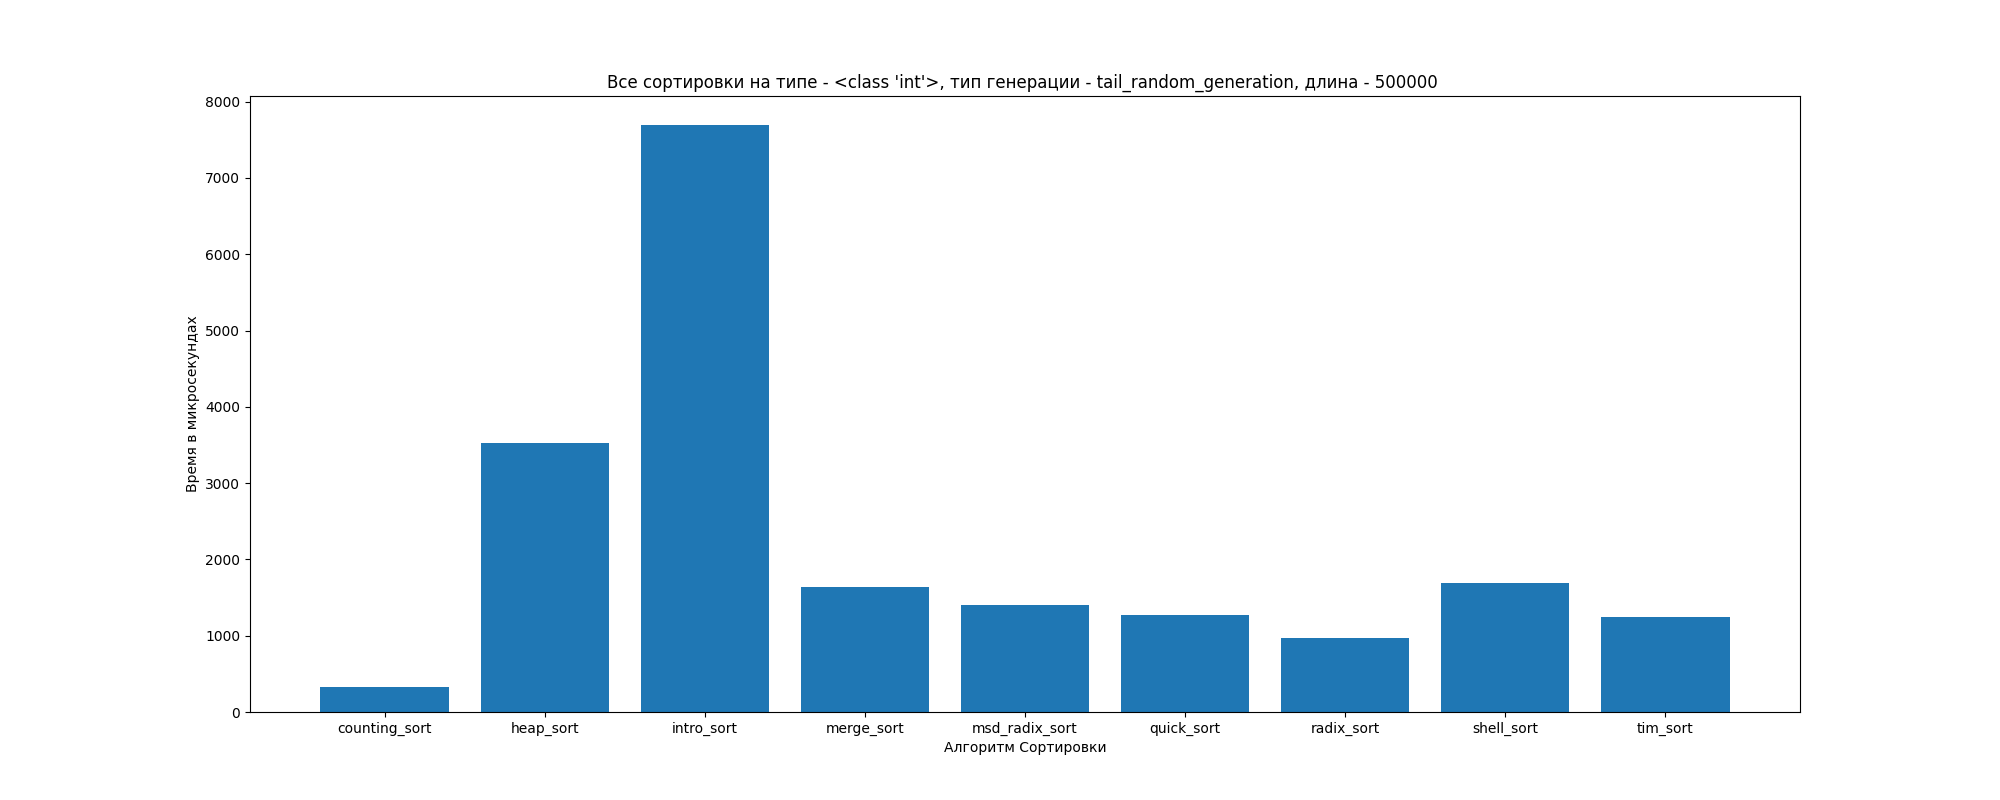 Все сортировки на типе - <class 'int'>, тип генерации - tail_random_generation, длина - 500000
8000
7000
6000
5000
4000
3000
2000
1000
0
Время в микросекундах
counting_sort heap_sort intro_sort merge_sort msd_radix_sort quick_sort radix_sort shell_sort tim_sort
Алгоритм Сортировки